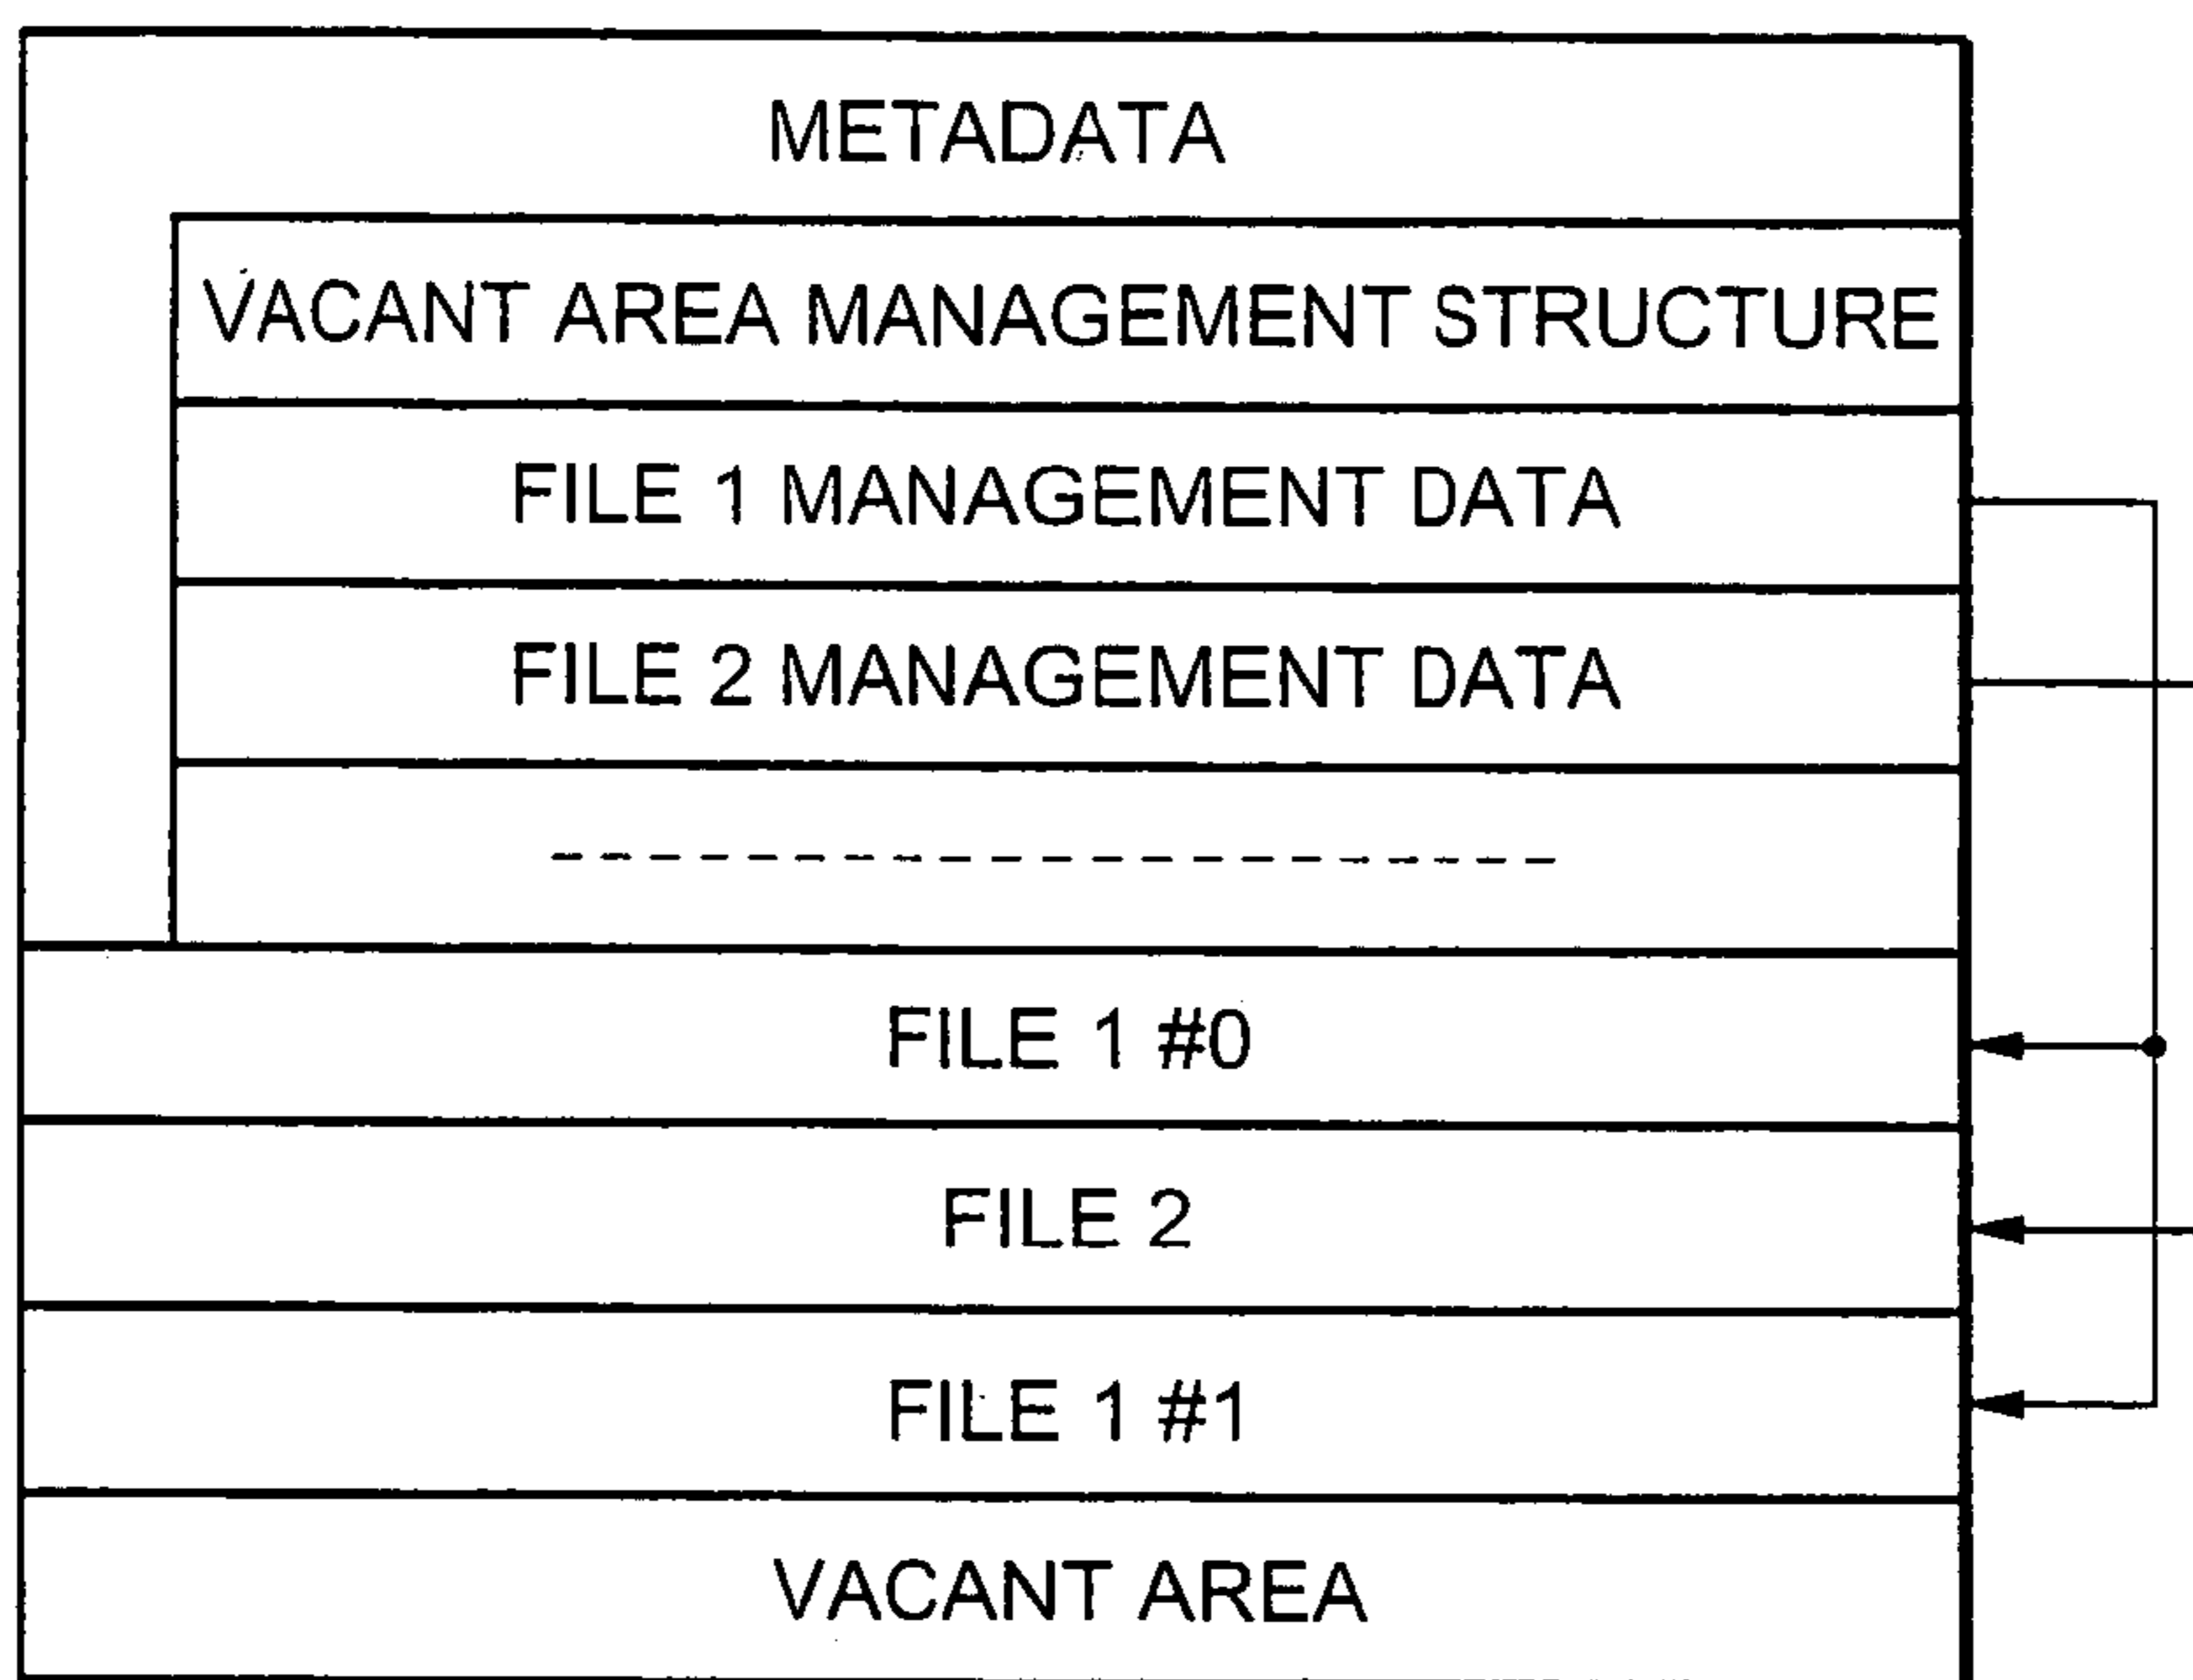 METADATA
VACANT AREA MANAGEMENT STRUCTURE
FILE 1 MANAGEMENT DATA
FILE 2 MANAGEMENT DATA
FILE 1 #0
FILE 2
FILE 1 #1
VACANT AREA